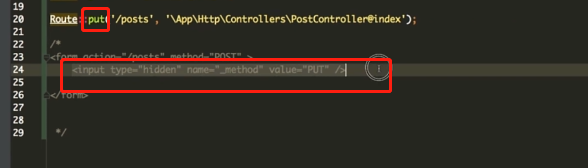 19
20 Route::put('/posts', '\App\Http\Controllers\PostController@index');
21
22 /*
23 <form action="/posts" method="POST" >
24 <input type="hidden" name="_method" value="PUT" />
25
26 </form>
27
28
29 */